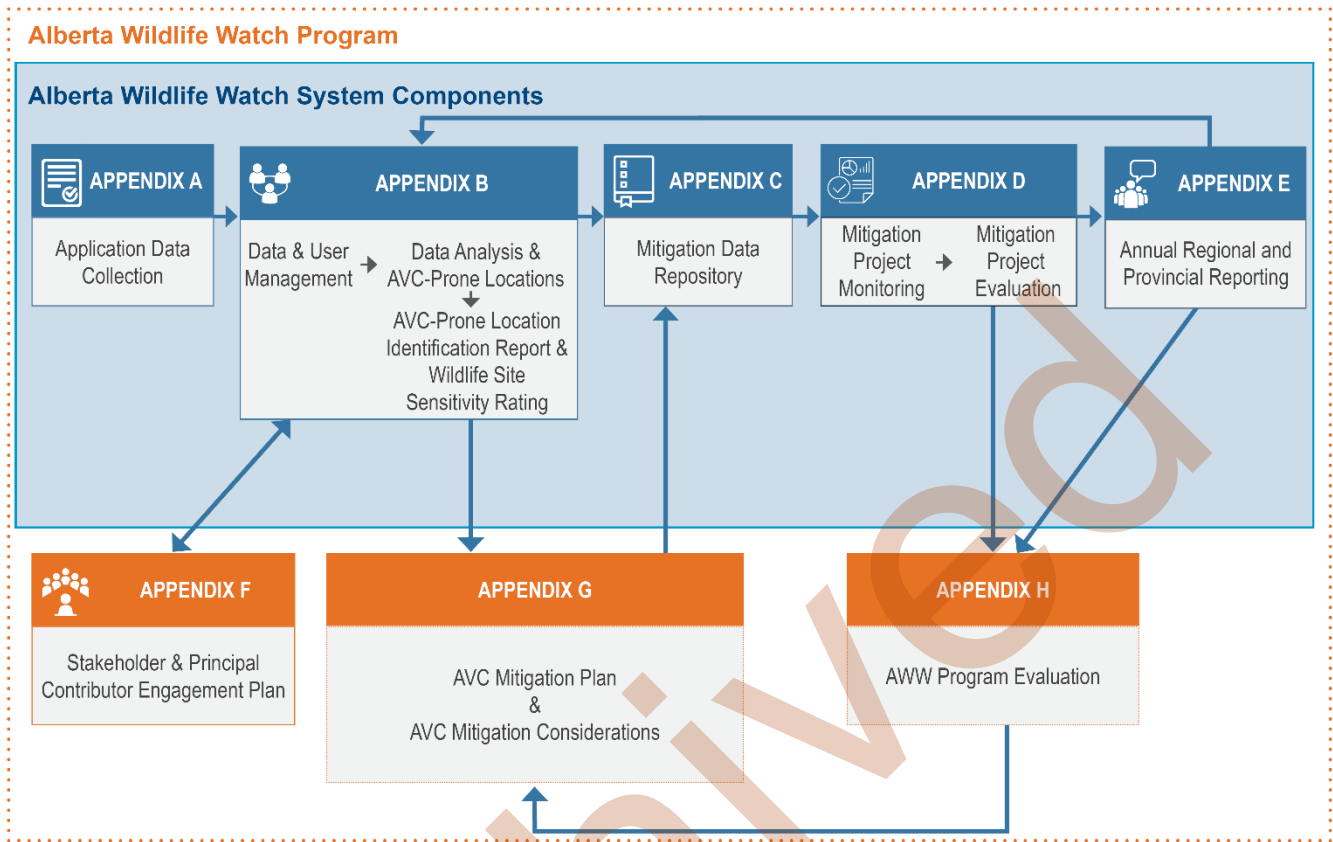 Alberta Wildlife Watch Program
Alberta Wildlife Watch System Components
APPENDIX A
Application Data
Collection
APPENDIX B
Data & User
Management
Data Analysis &
AVC-Prone Locations
AVC-Prone Location
Identification Report &
Wildlife Site
Sensitivity Rating
APPENDIX C
Mitigation Data
Repository
APPENDIX D
Mitigation
Project
Monitoring
Mitigation
Project
Evaluation
APPENDIX E
Annual Regional and
Provincial Reporting
APPENDIX F
Stakeholder & Principal
Contributor Engagement Plan
APPENDIX G
AVC Mitigation Plan
&
AVC Mitigation Considerations
APPENDIX H
AWW Program Evaluation
ived